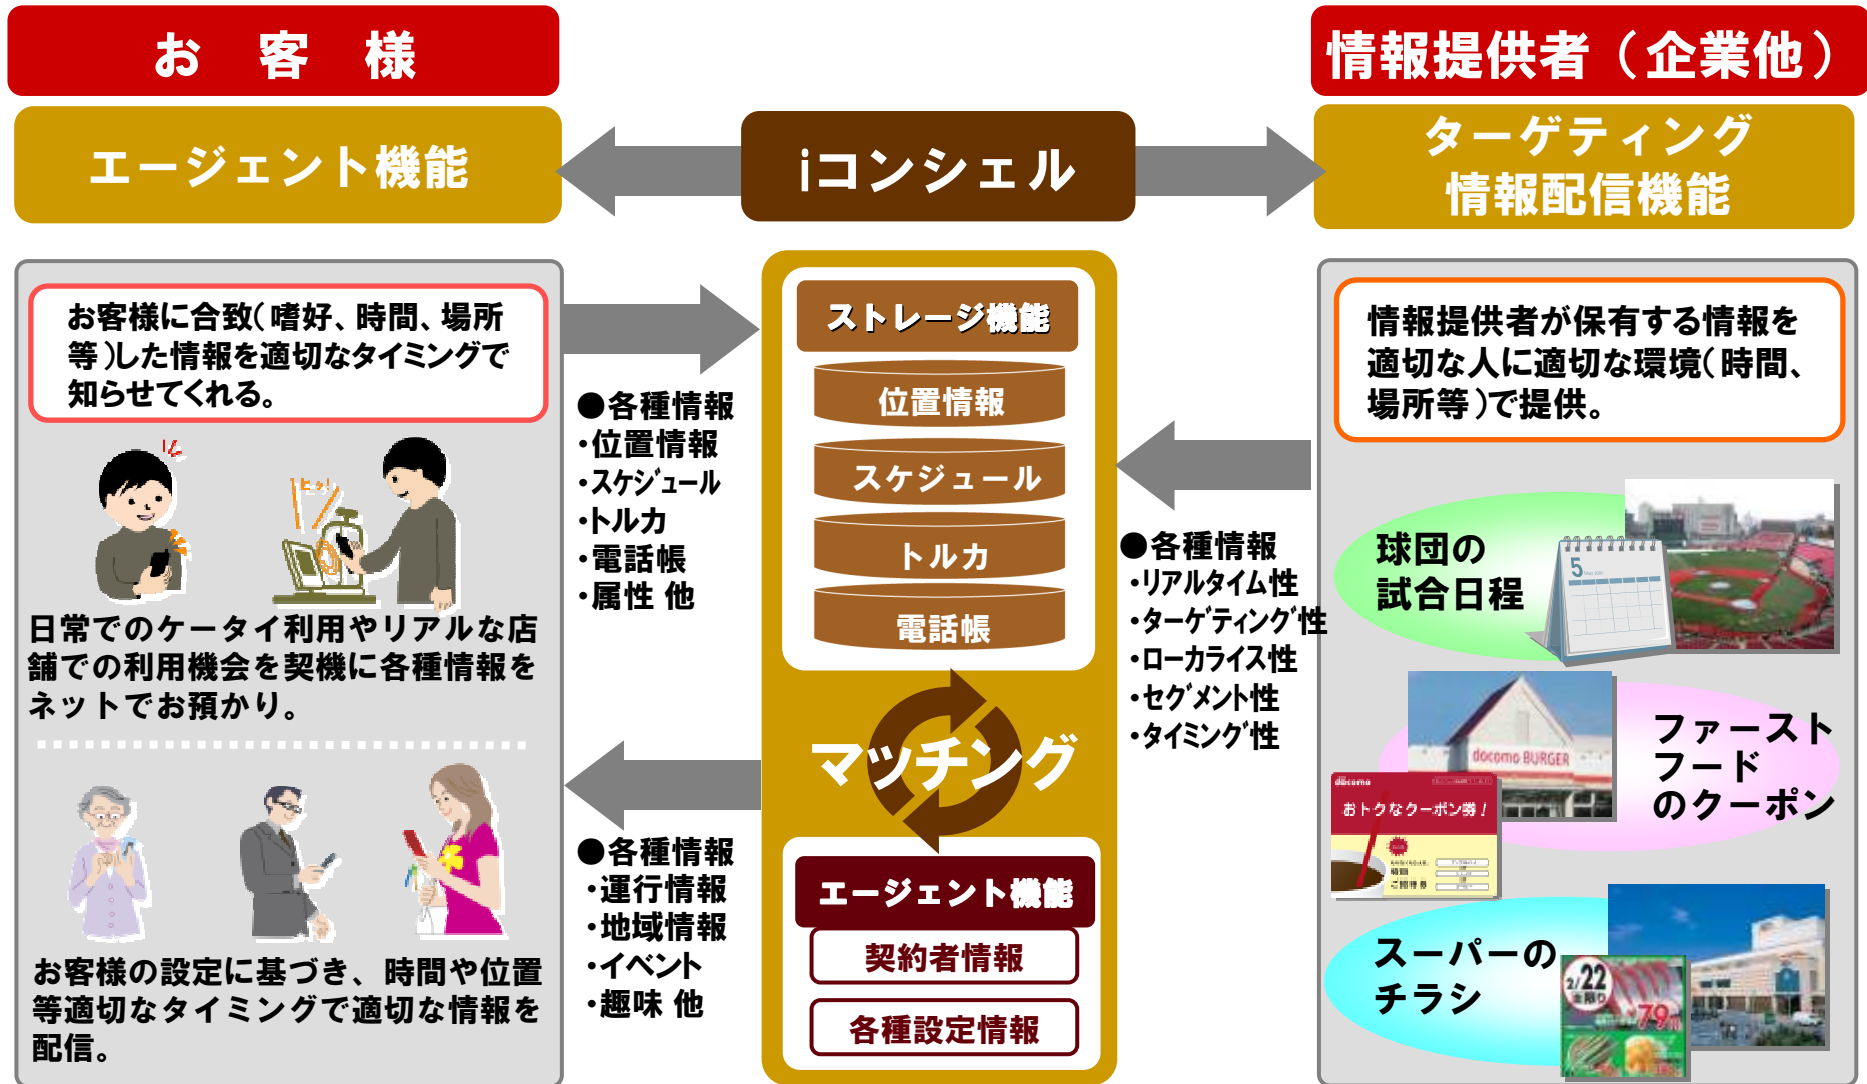 お 客 様
情報提供者（企業他）
エージェント機能
iコンシェル
ターゲティング
情報配信機能
お客様に合致（嗜好、時間、場所
等）した情報を適切なタイミングで
知らせてくれる。
ピッ！
日常でのケータイ利用やリアルな店
舗での利用機会を契機に各種情報を
ネットでお預かり。
お客様の設定に基づき、時間や位置
等適切なタイミングで適切な情報を
配信。
●各種情報
・位置情報
・スケジュール
・トルカ
・電話帳
・属性 他
●各種情報
・運行情報
・地域情報
・イベント
・趣味 他
ストレージ機能
位置情報
スケジュール
トルカ
電話帳
マッチング
エージェント機能
契約者情報
各種設定情報
●各種情報
・リアルタイム性
・ターゲティング性
・ローカライス性
・セグメント性
・タイミング性
情報提供者が保有する情報を
適切な人に適切な環境（時間、
場所等）で提供。
球団の
試合日程
5
ファースト
フード
のクーポン
docomo BURGER
docomo
おトクなクーポン券！
スーパーの
チラシ
2/22
79